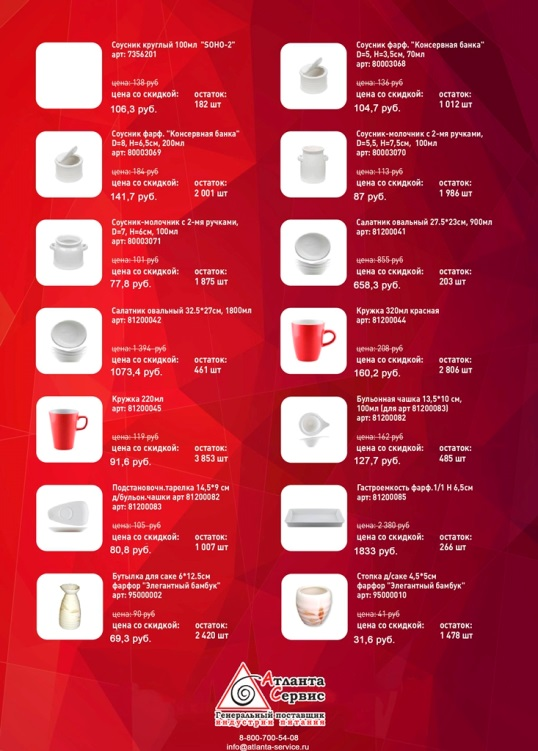 Соусник круглый 100мл "SOHO-2"
арт: 7356201
цена: 138 руб
цена со скидкой: остаток:
106,3 руб. 182 шт
Соусник фарф. "Консервная банка"
D=5, H=3,5см, 70мл
арт: 80003068
цена: 136 руб
цена со скидкой: остаток:
104,7 руб. 1 012 шт
Соусник фарф. "Консервная банка"
D=8, H=6,5см, 200мл
арт: 80003069
цена: 184 руб
цена со скидкой: остаток:
141,7 руб. 2 001 шт
Соусник-молочник с 2-мя ручками,
D=5,5, H=7,5см, 100мл
арт: 80003070
цена: 113 руб
цена со скидкой: остаток:
87 руб. 1 986 шт
Соусник-молочник с 2-мя ручками,
D=7, H=6см, 100мл
арт: 80003071
цена: 101 руб
цена со скидкой: остаток:
77,8 руб. 1 875 шт
Салатник овальный 27.5*23см, 900мл
арт: 81200041
цена: 855 руб
цена со скидкой: остаток:
658,3 руб. 203 шт
Салатник овальный 32.5*27см, 1800мл
арт: 81200042
цена: 1 394 руб
цена со скидкой: остаток:
1073,4 руб. 461 шт
Кружка 320мл красная
арт: 81200044
цена: 208 руб
цена со скидкой: остаток:
160,2 руб. 2 806 шт
Кружка 220мл
арт: 81200045
цена: 119 руб
цена со скидкой: остаток:
91,6 руб. 3 853 шт
Бульонная чашка 13,5*10 см,
100мл (для арт 81200083)
арт: 81200082
цена: 162 руб
цена со скидкой: остаток:
127,7 руб. 485 шт
Подстановочн.тарелка 14,5*9 см
д/бульон.чашки арт 81200082
арт: 81200083
цена: 105 руб
цена со скидкой: остаток:
80,8 руб. 1 007 шт
Гастроемкость фарф.1/1 H 6,5см
арт: 81200085
цена: 2 380 руб
цена со скидкой: остаток:
1833 руб. 266 шт
Бутылка для саке 6*12.5см
фарфор "Элегантный бамбук"
арт: 95000002
цена: 90 руб
цена со скидкой: остаток:
69,3 руб. 2 420 шт
Стопка д/саке 4,5*5см
фарфор "Элегантный бамбук"
арт: 95000010
цена: 41 руб
цена со скидкой: остаток:
31,6 руб. 1 478 шт
Атланта
Сервис
Генеральный поставщик
индустрии питания
8-800-700-54-08
info@atlanta-service.ru